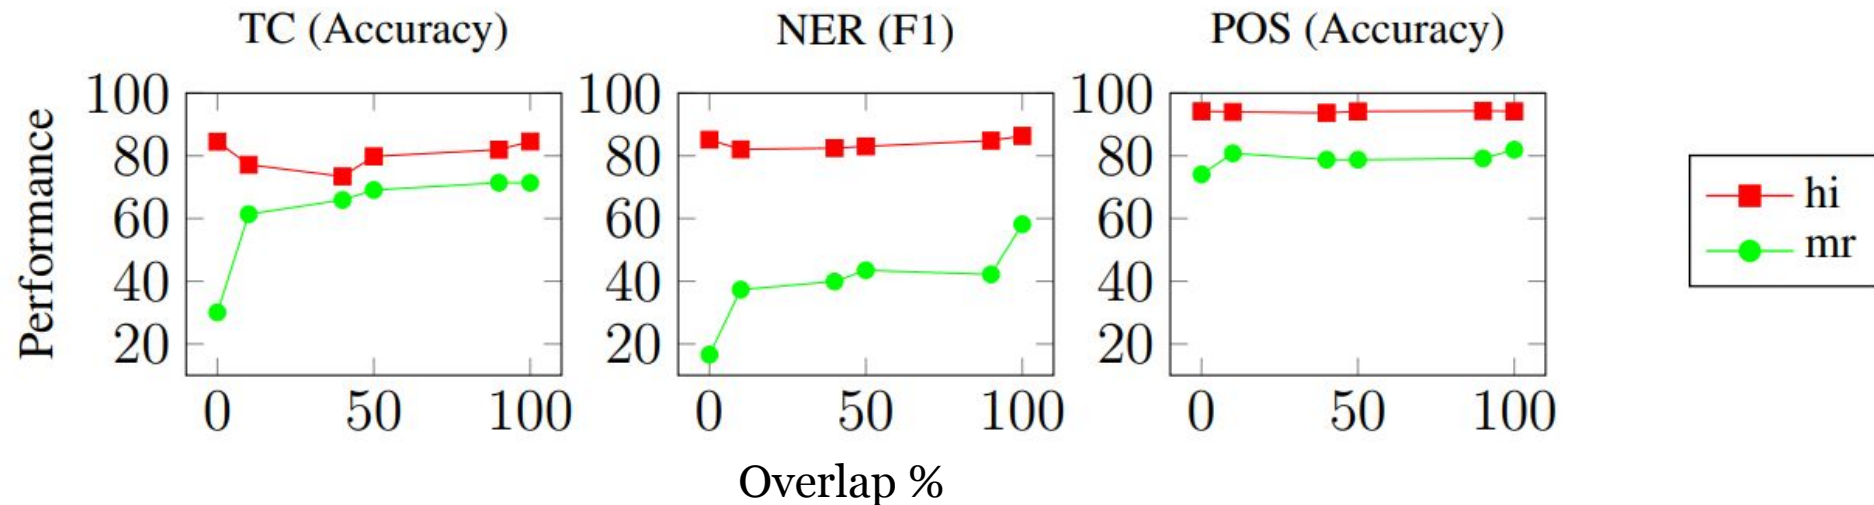 TC (Accuracy) NER (F1) POS (Accuracy)
Performance
100 100 100
80 80 80
60 60 60
40 40 40
20 20 20
0 50 100 0 50 100 0 50 100
Overlap %
hi
mr